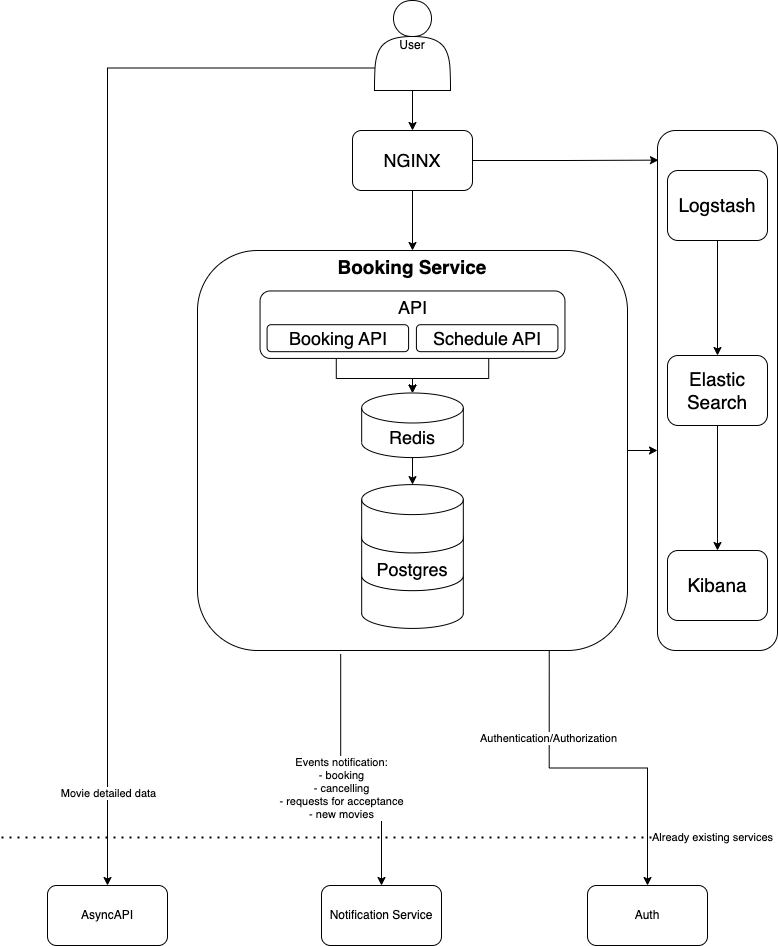 User
NGINX
Logstash
Booking Service
API
Booking API
Schedule API
Elastic
Search
Redis
Postgres
Kibana
Authentication/Authorization
Events notification:
- booking
- cancelling
- requests for acceptance
- new movies
Movie detailed data
Already existing services
AsyncAPI
Notification Service
Auth